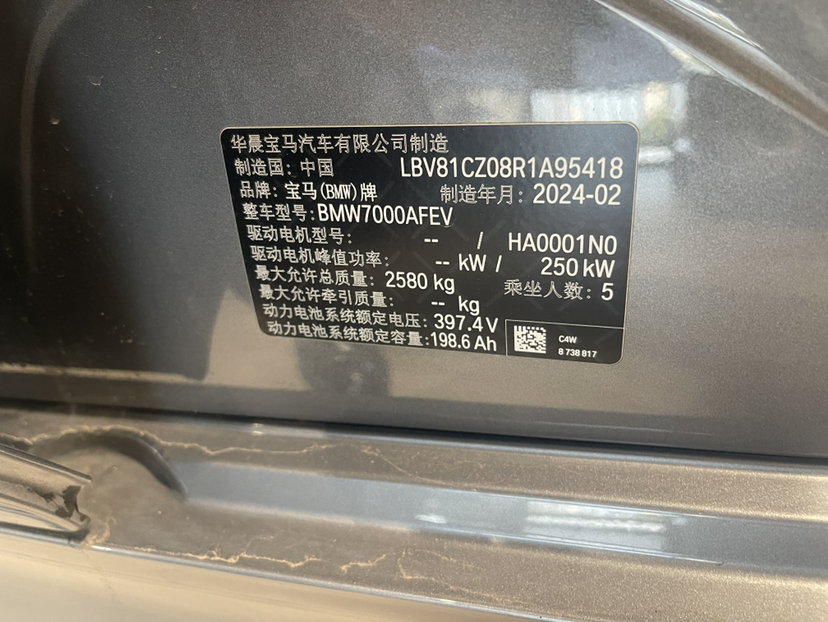 华晨宝马汽车有限公司制造
制造国: 中国 LBV81CZ08R1A95418
品牌: 宝马(BMW)牌 制造年月: 2024-02
整车型号: BMW7000AFEV
驱动电机型号: -- / HA0001N0
驱动电机峰值功率: -- kW / 250 kW
最大允许总质量: 2580 kg 乘坐人数: 5
最大允许牵引质量: -- kg
动力电池系统额定电压: 397.4 V
动力电池系统额定容量: 198.6 Ah
C4W
8 738 817